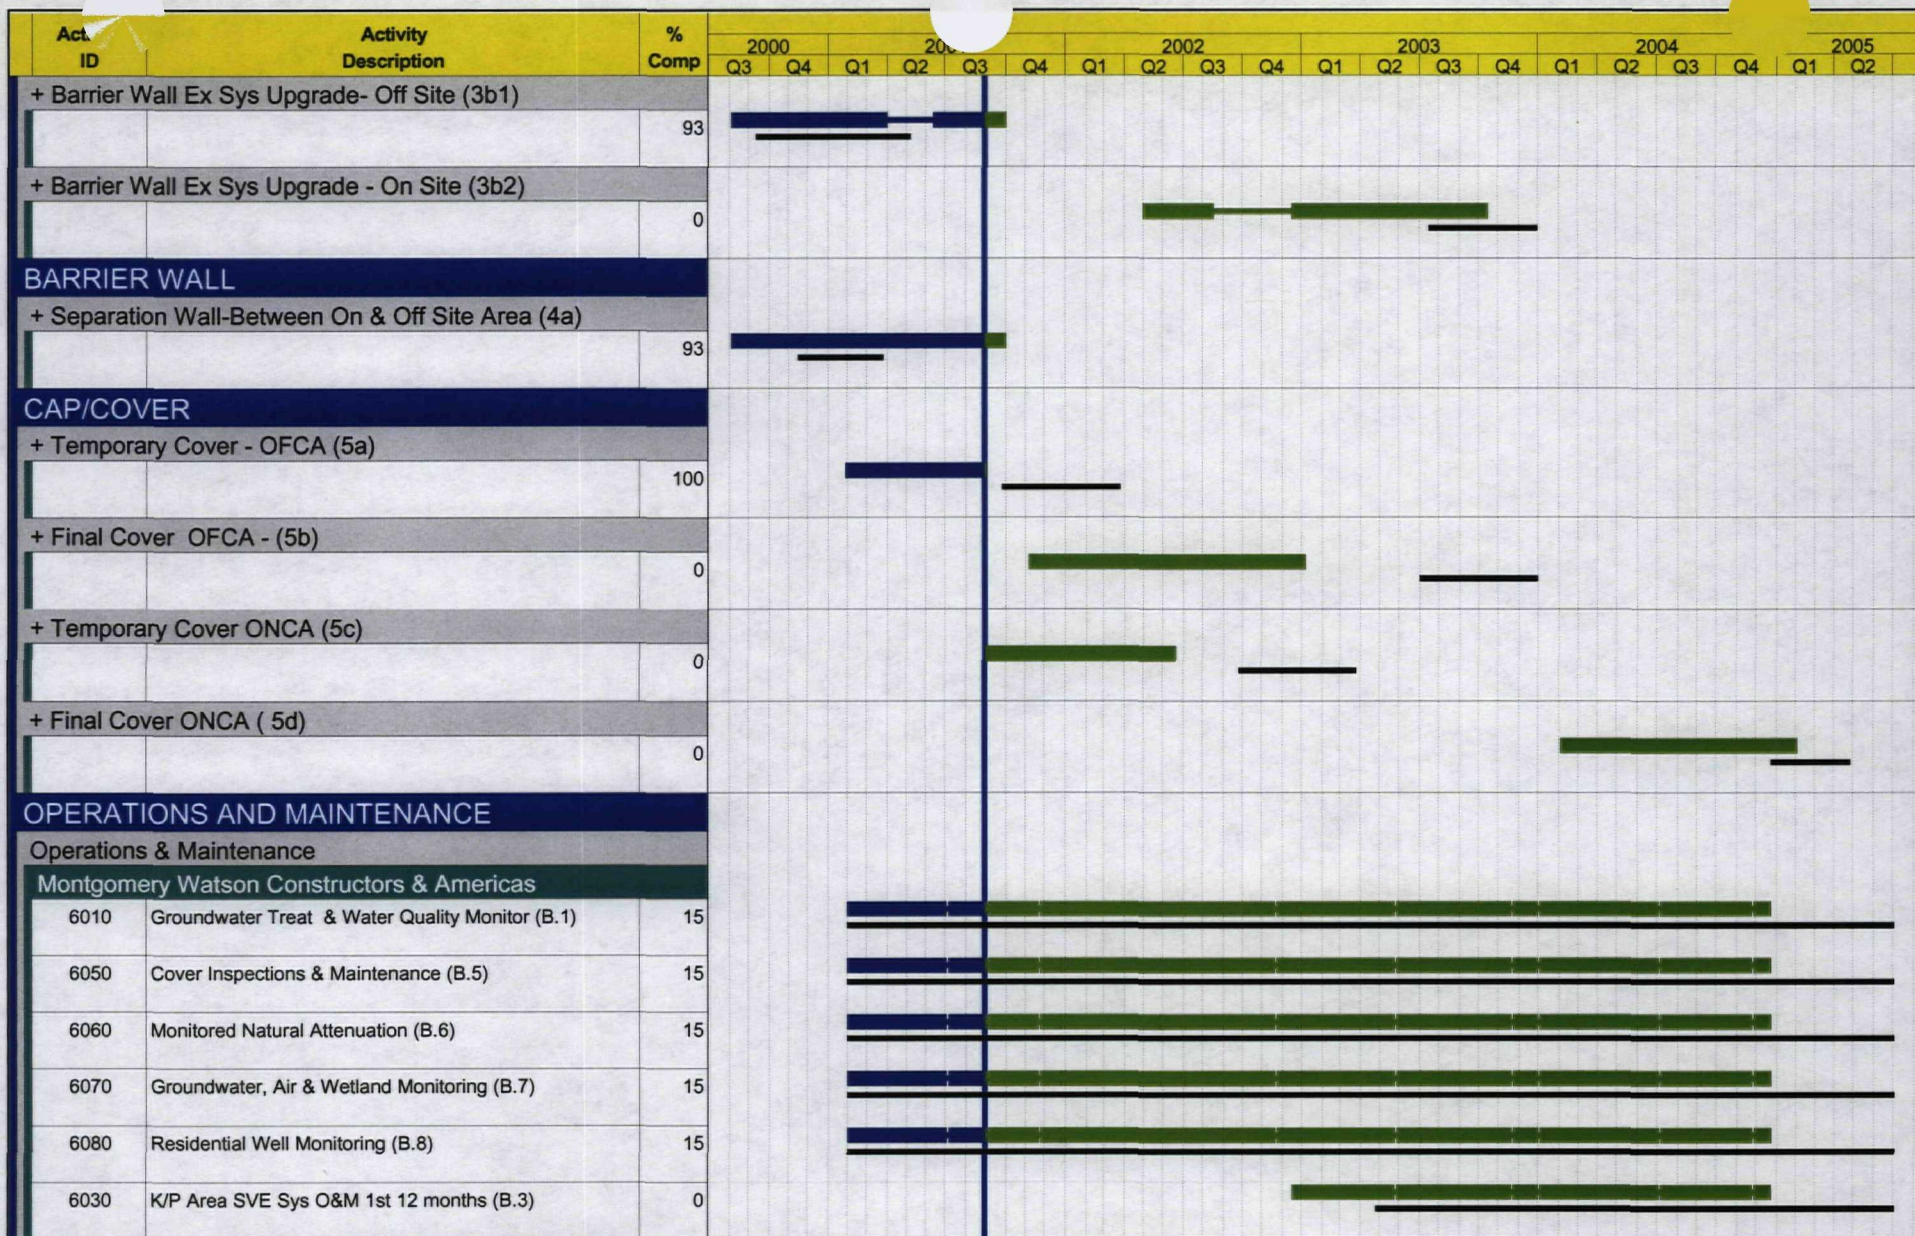 Activity %
2000 2002 2003 2004 2005
ID Description Comp
Q3 Q4 Q1 Q2 Q3 Q4 Q1 Q2 Q3 Q4 Q1 Q2 Q3 Q4 Q1 Q2 Q3 Q4 Q1 Q2
+ Barrier Wall Ex Sys Upgrade- Off Site (3b1)
93
+ Barrier Wall Ex Sys Upgrade - On Site (3b2)
0
BARRIER WALL
+ Separation Wall-Between On & Off Site Area (4a)
93
CAP/COVER
+ Temporary Cover - OFCA (5a)
100
+ Final Cover OFCA - (5b)
0
+ Temporary Cover ONCA (5c)
0
+ Final Cover ONCA ( 5d)
0
OPERATIONS AND MAINTENANCE
Operations & Maintenance
Montgomery Watson Constructors & Americas
6010 Groundwater Treat & Water Quality Monitor (B.1) 15
6050 Cover Inspections & Maintenance (B.5) 15
6060 Monitored Natural Attenuation (B.6) 15
6070 Groundwater, Air & Wetland Monitoring (B.7) 15
6080 Residential Well Monitoring (B.8) 15
6030 K/P Area SVE Sys O&M 1st 12 months (B.3) 0